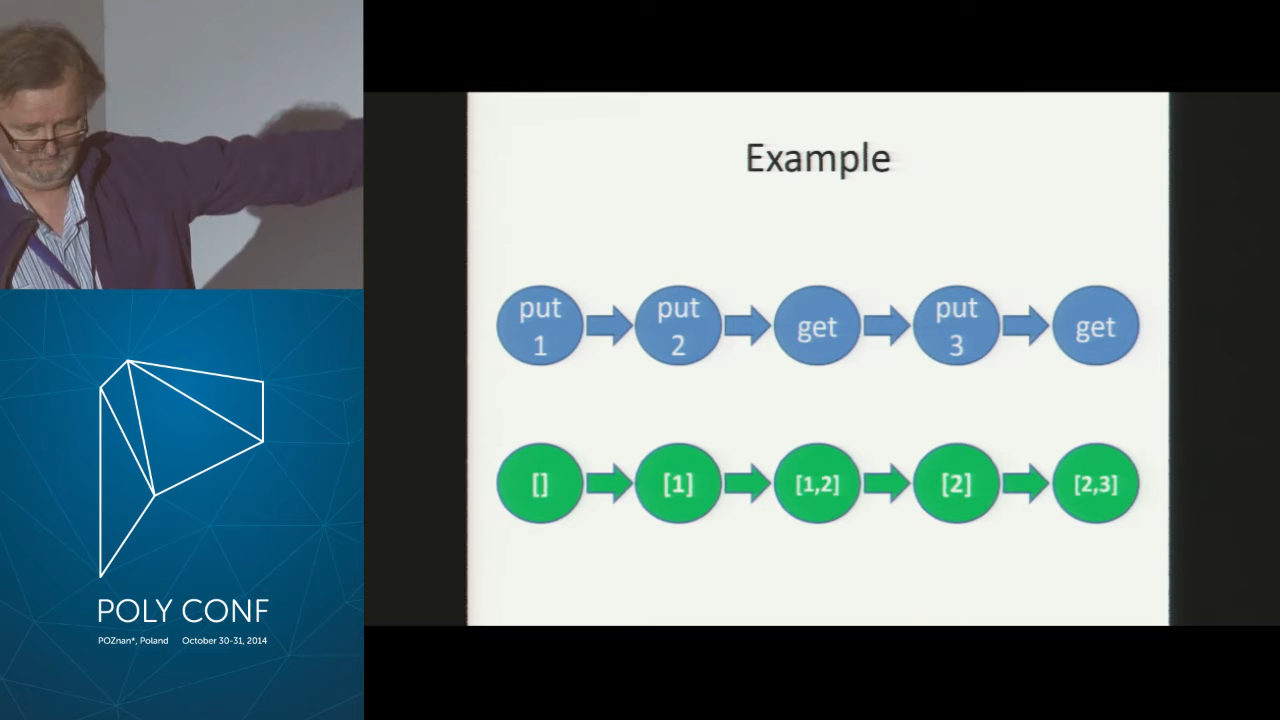 Example
put
1
put
2
get
put
3
get
[]
[1]
[1,2]
[2]
[2,3]
POLY CONF
POZnan*, Poland October 30-31, 2014